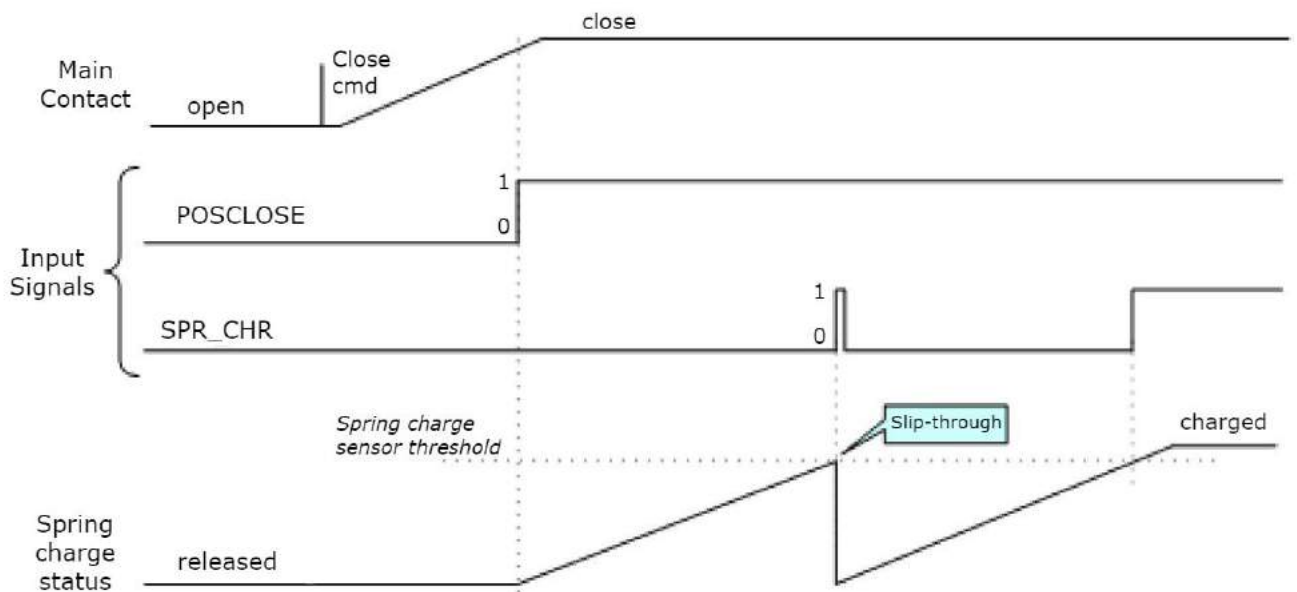 close
Main
Contact
Close
cmd
open
1
POSCLOSE
0
Input
Signals
1
SPR_CHR
0
Spring charge
sensor threshold
Slip-through
charged
Spring
charge
status
released